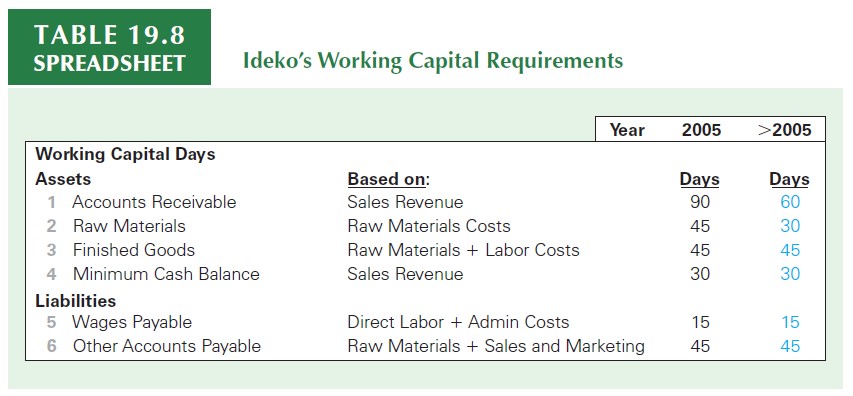 TABLE 19.8
SPREADSHEET
Ideko's Working Capital Requirements
Year 2005 >2005
Working Capital Days
Assets Based on: Days Days
1 Accounts Receivable Sales Revenue 90 60
2 Raw Materials Raw Materials Costs 45 30
3 Finished Goods Raw Materials + Labor Costs 45 45
4 Minimum Cash Balance Sales Revenue 30 30
Liabilities
5 Wages Payable Direct Labor + Admin Costs 15 15
6 Other Accounts Payable Raw Materials + Sales and Marketing 45 45